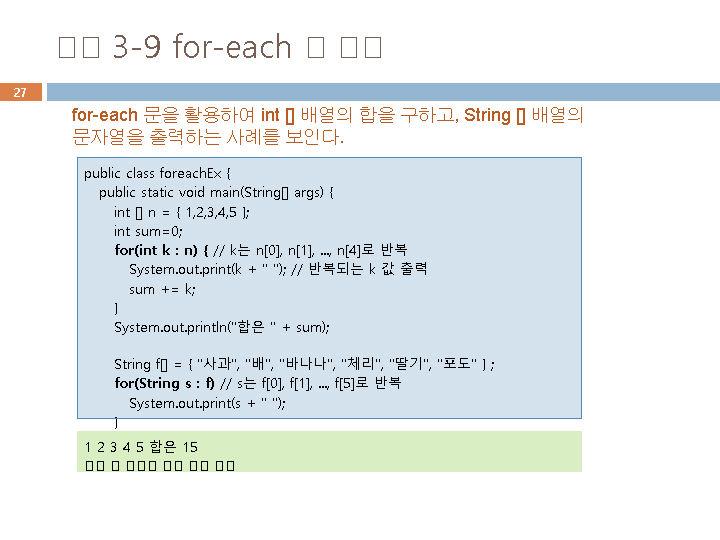 3-9 for-each
27
for-each 문을 활용하여 int [] 배열의 합을 구하고, String [] 배열의
문자열을 출력하는 사례를 보인다.
public class foreachEx {
public static void main(String[] args) {
int [] n = { 1,2,3,4,5 };
int sum=0;
for(int k : n) { // k는 n[0], n[1], ..., n[4]로 반복
System.out.print(k + " "); // 반복되는 k 값 출력
sum += k;
}
System.out.println("합은 " + sum);
String f[] = { "사과", "배", "바나나", "체리", "딸기", "포도" } ;
for(String s : f) // s는 f[0], f[1], ..., f[5]로 반복
System.out.print(s + " ");
}
1 2 3 4 5 합은 15